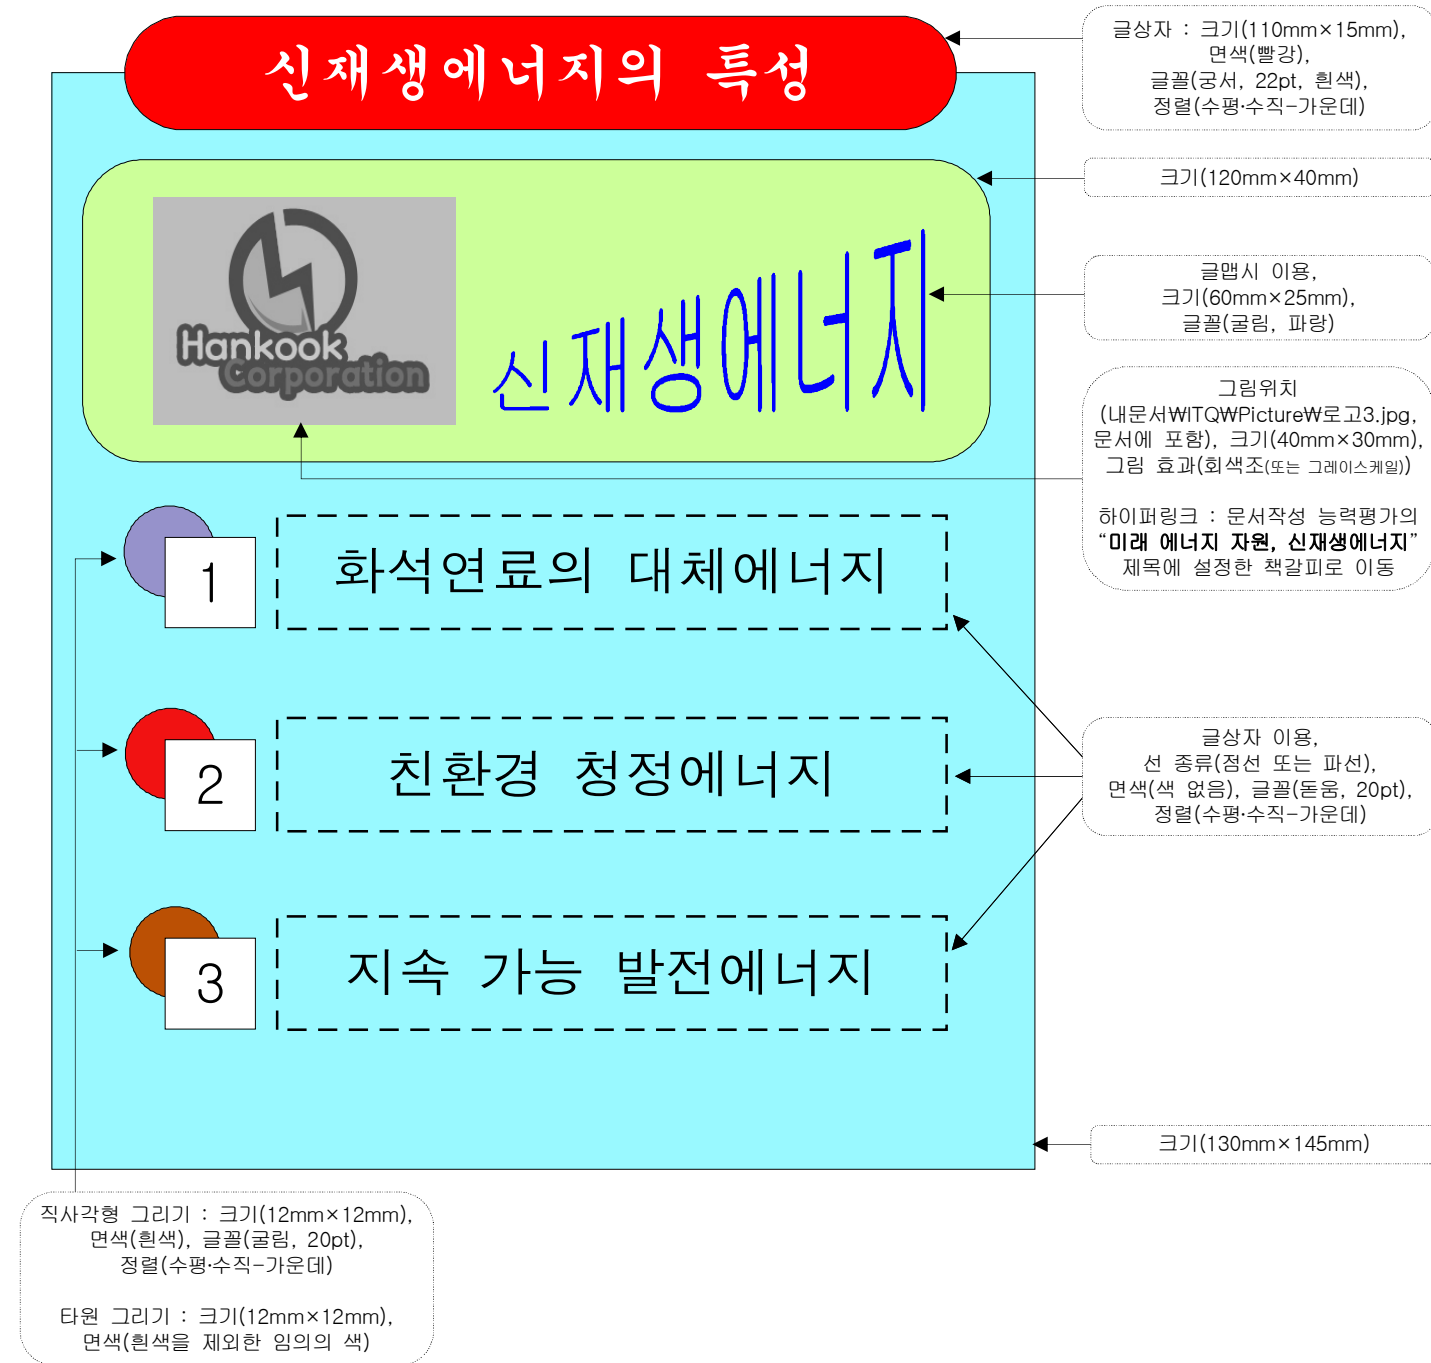 신재생에너지의 특성
글상자 : 크기(110mm×15mm),
면색(빨강),
글꼴(궁서, 22pt, 흰색),
정렬(수평·수직-가운데)
크기(120mm×40mm)
Hankook
Corporation
신재생에너지
글맵시 이용,
크기(60mm×25mm),
글꼴(굴림, 파랑)
그림위치
(내문서₩ITQ₩Picture₩로고3.jpg,
문서에 포함), 크기(40mm×30mm),
그림 효과(회색조(또는 그레이스케일))
하이퍼링크 : 문서작성 능력평가의
“미래 에너지 자원, 신재생에너지”
제목에 설정한 책갈피로 이동
1
화석연료의 대체에너지
2
친환경 청정에너지
글상자 이용,
선 종류(점선 또는 파선),
면색(색 없음), 글꼴(돋움, 20pt),
정렬(수평·수직-가운데)
3
지속 가능 발전에너지
크기(130mm×145mm)
직사각형 그리기 : 크기(12mm×12mm),
면색(흰색), 글꼴(굴림, 20pt),
정렬(수평·수직-가운데)
타원 그리기 : 크기(12mm×12mm),
면색(흰색을 제외한 임의의 색)